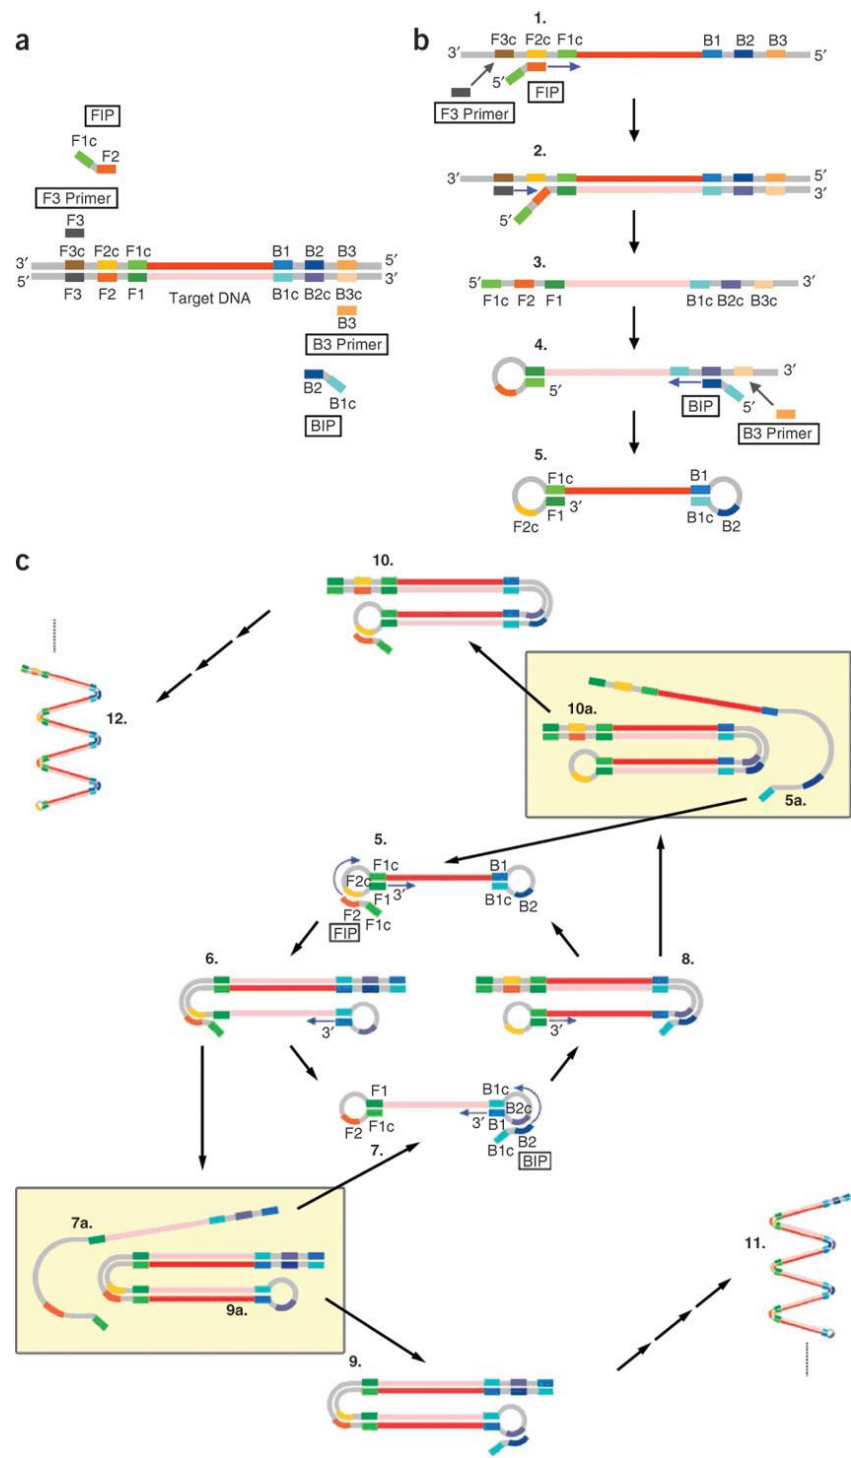 a
FIP
F1c
F2
F3 Primer
F3
F3c F2c F1c B1 B2 B3
3′ 5′
5′ 3′
F3 F2 F1 Target DNA B1c B2c B3c
B3
B3 Primer
B2
B1c
BIP
b
1.
F3c F2c F1c B1 B2 B3
3′ 5′
5′
FIP
F3 Primer
2.
3′ 5′
3′
5′
3.
5′ 3′
F1c F2 F1 B1c B2c B3c
4.
3′
5′
BIP 5′
B3 Primer
5.
F1c B1
F1 3′ B1c
F2c B2
c
10.
12.
10a.
5a.
5.
F1c B1
F2c
F1 3′ B1c B2
F2 F1c
FIP
6.
3′
8.
3′
F1 B1c
B2c
F2 F1c 3′ B1
B1c B2
7. BIP
7a.
9a.
11.
9.